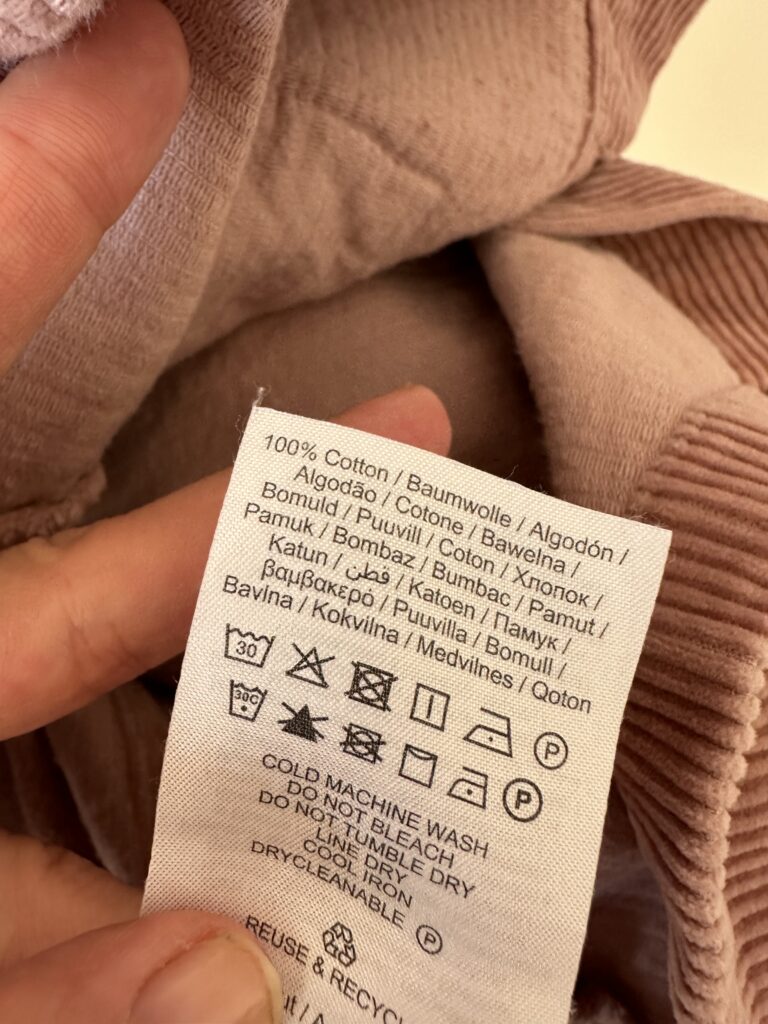 100% Cotton / Baumwolle / Algodón /
Algodão / Cotone / Bawełna /
Bomuld / Puuvill / Coton / Хлопок /
Pamuk / Bombaz / Bumbac / Pamut /
Katun / قطن / Katoen / Памук /
βαμβακερό / Puuvilla / Bomull /
Bavlna / Kokvilna / Medvilnes / Qoton
30 P
30C P
COLD MACHINE WASH
DO NOT BLEACH
DO NOT TUMBLE DRY
LINE DRY
COOL IRON
DRYCLEANABLE P
REUSE & RECYC